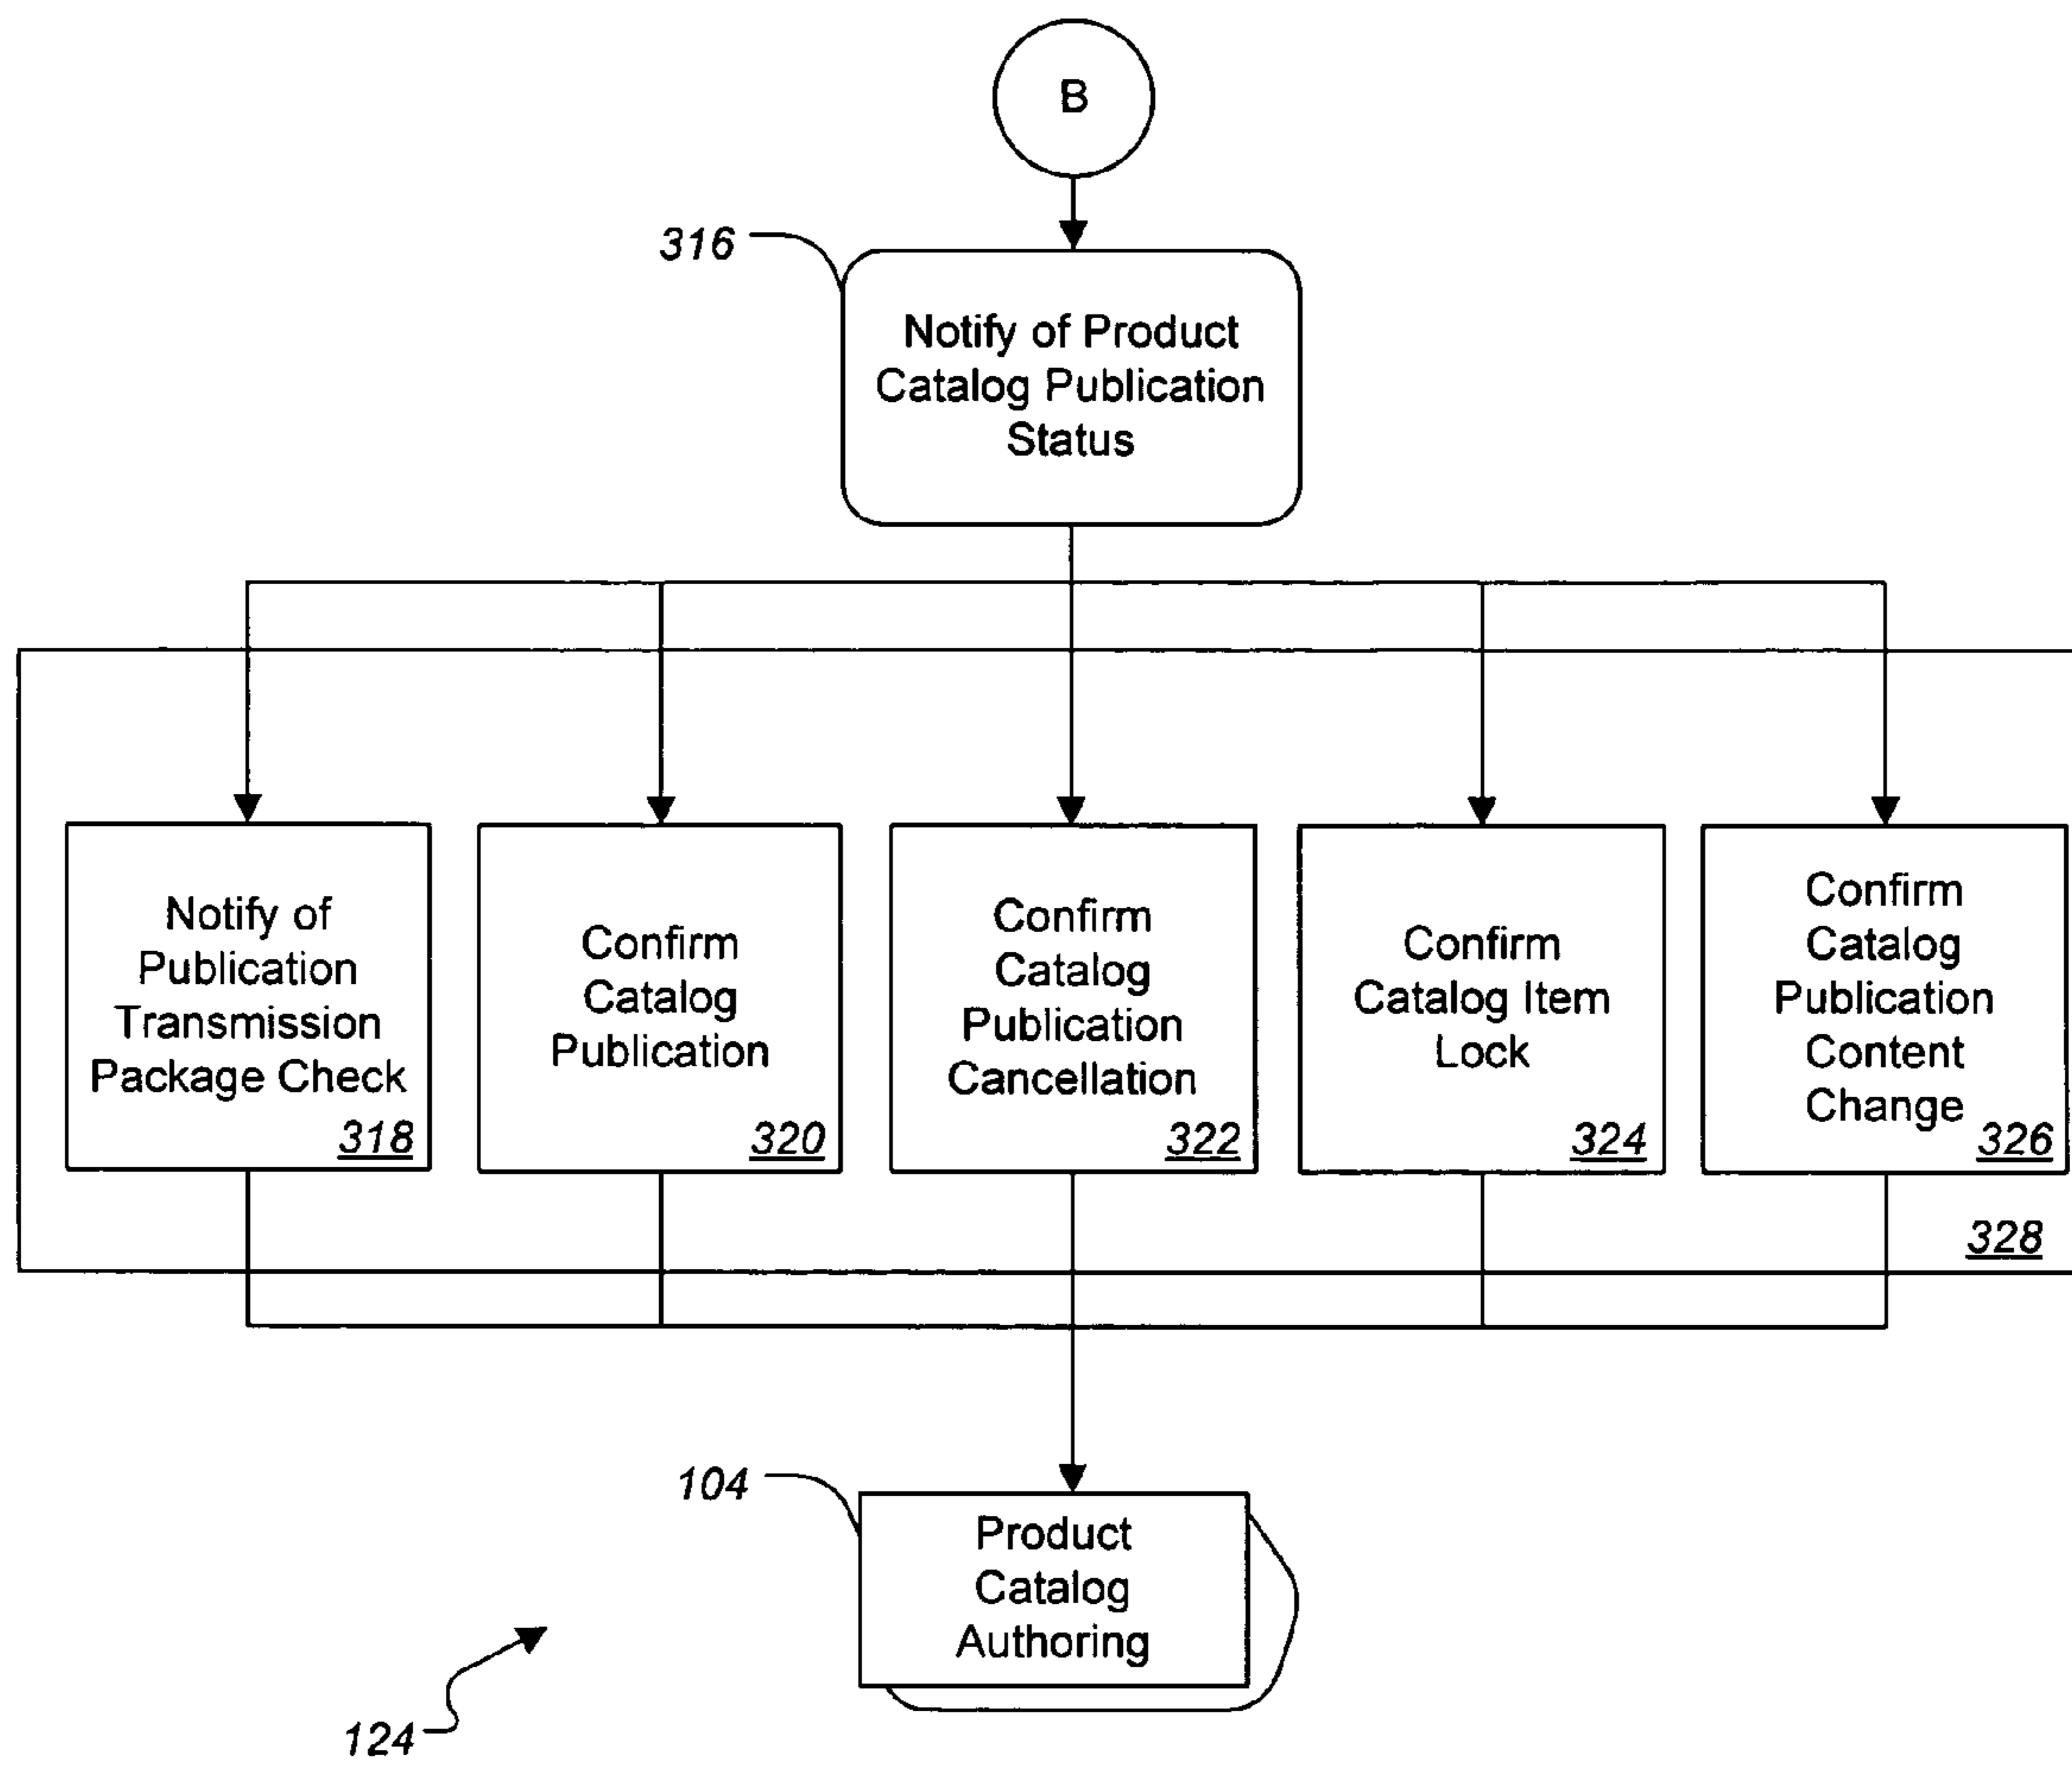 B
316
Notify of Product
Catalog Publication
Status
Notify of
Publication
Transmission
Package Check
318
Confirm
Catalog
Publication
320
Confirm
Catalog
Publication
Cancellation
322
Confirm
Catalog Item
Lock
324
Confirm
Catalog
Publication
Content
Change
326
328
104
Product
Catalog
Authoring
124